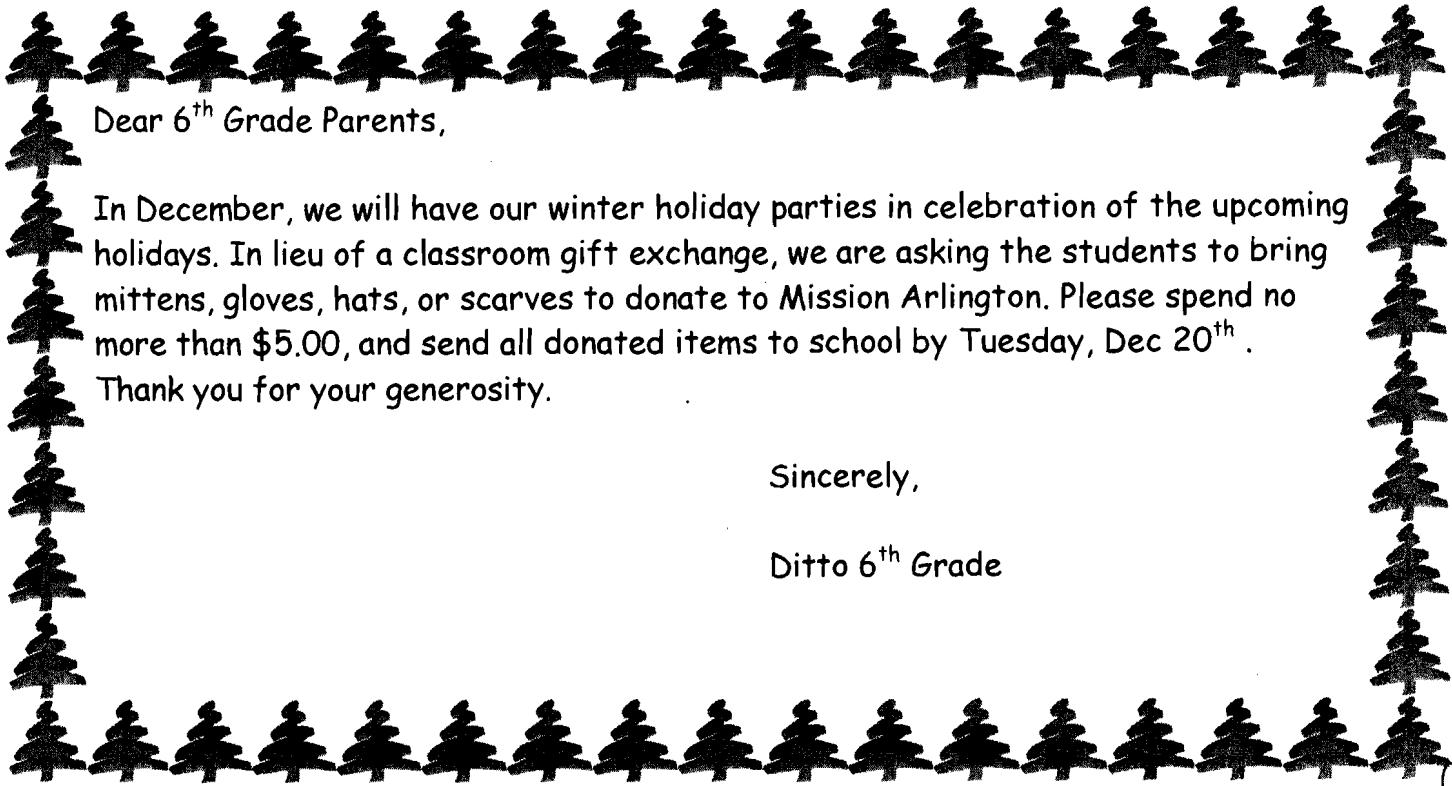 Dear 6th Grade Parents,
In December, we will have our winter holiday parties in celebration of the upcoming
holidays. In lieu of a classroom gift exchange, we are asking the students to bring
mittens, gloves, hats, or scarves to donate to Mission Arlington. Please spend no
more than $5.00, and send all donated items to school by Tuesday, Dec 20th .
Thank you for your generosity.
Sincerely,
Ditto 6th Grade